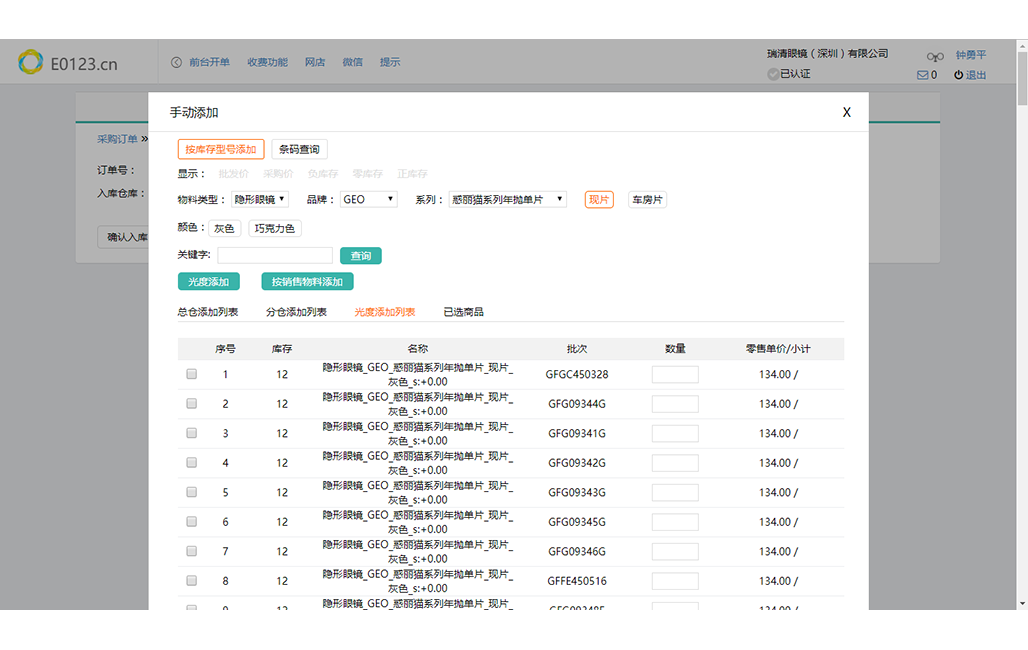 E0123.cn
前台开单 收费功能 网店 微信 提示
瑞清眼镜（深圳）有限公司
钟勇平
已认证
0 退出
手动添加 X
采购订单 »
订单号：
入库仓库：
确认入库
按库存型号添加 条码查询
显示： 批发价 采购价 负库存 零库存 正库存
物料类型： 隐形眼镜 品牌： GEO 系列： 惑丽猫系列年抛单片 现片 车房片
颜色： 灰色 巧克力色
关键字: 查询
光度添加 按销售物料添加
总仓添加列表 分仓添加列表 光度添加列表 已选商品
序号 库存 名称 批次 数量 零售单价/小计
1 12 隐形眼镜_GEO_惑丽猫系列年抛单片_现片_ GFGC450328 134.00 /
灰色_s:+0.00
2 12 隐形眼镜_GEO_惑丽猫系列年抛单片_现片_ GFG09344G 134.00 /
灰色_s:+0.00
3 12 隐形眼镜_GEO_惑丽猫系列年抛单片_现片_ GFG09341G 134.00 /
灰色_s:+0.00
4 12 隐形眼镜_GEO_惑丽猫系列年抛单片_现片_ GFG09342G 134.00 /
灰色_s:+0.00
5 12 隐形眼镜_GEO_惑丽猫系列年抛单片_现片_ GFG09343G 134.00 /
灰色_s:+0.00
6 12 隐形眼镜_GEO_惑丽猫系列年抛单片_现片_ GFG09345G 134.00 /
灰色_s:+0.00
7 12 隐形眼镜_GEO_惑丽猫系列年抛单片_现片_ GFG09346G 134.00 /
灰色_s:+0.00
8 12 隐形眼镜_GEO_惑丽猫系列年抛单片_现片_ GFFE450516 134.00 /
灰色_s:+0.00
隐形眼镜_GEO_惑丽猫系列年抛单片_现片_